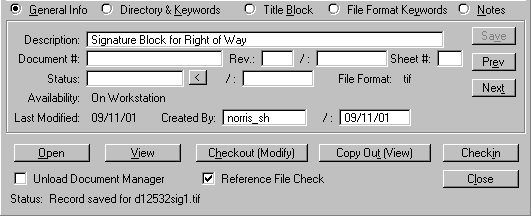 General Info Directory & Keywords Title Block File Format Keywords Notes
Description: Signature Block for Right of Way Save
Document #: Rev.: / : Sheet #:
Prev
Status: < / : File Format: tif
Next
Availability: On Workstation
Last Modified: 09/11/01 Created By: norris_sh / : 09/11/01
Open View Checkout (Modify) Copy Out (View) Checkin
Unload Document Manager Reference File Check Close
Status: Record saved for d12532sig1.tif